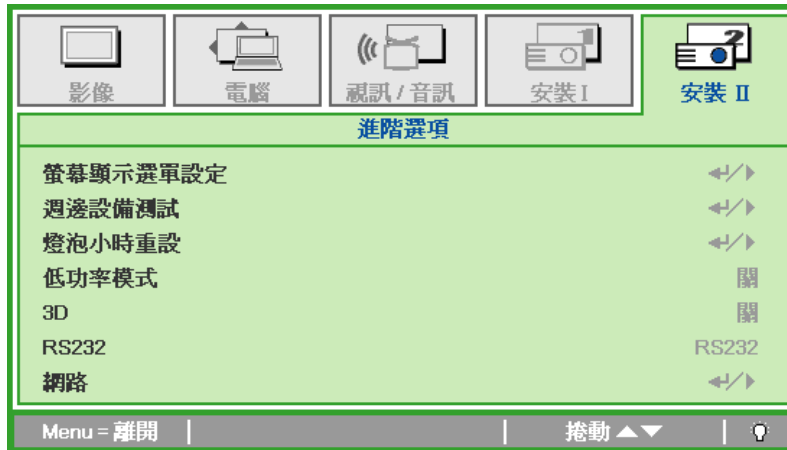 影像
電腦
視訊 / 音訊
安裝 I
安裝 II
進階選項
螢幕顯示選單設定
週邊設備測試
燈泡小時重設
低功率模式 關
3D 關
RS232 RS232
網路
Menu = 離開 捲動